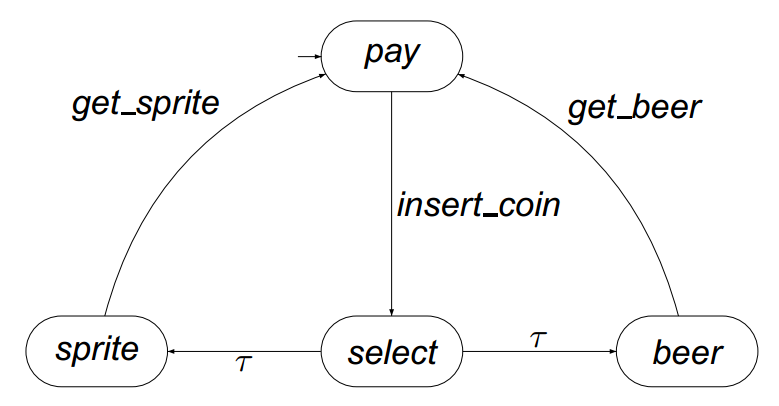 pay
get_sprite
get_beer
insert_coin
sprite
τ
select
τ
beer